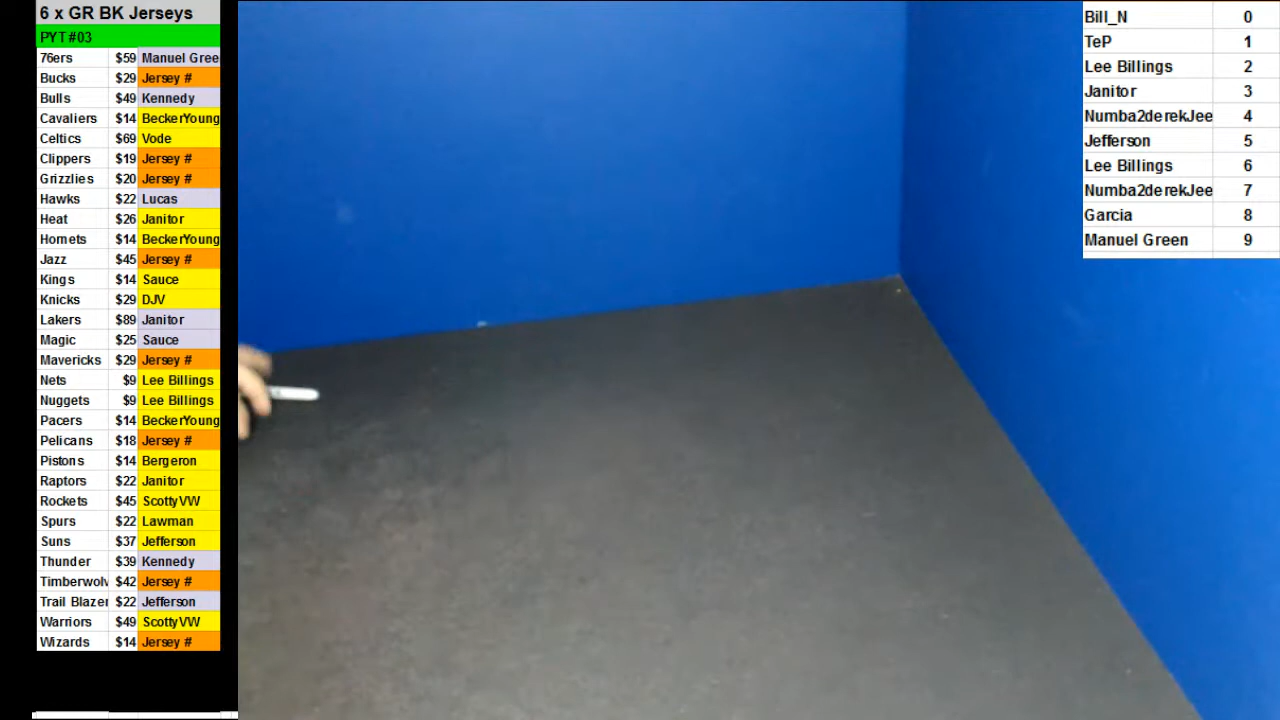 6 x GR BK Jerseys
PYT #03
76ers $59 Manuel Gree
Bucks $29 Jersey #
Bulls $49 Kennedy
Cavaliers $14 BeckerYoung
Celtics $69 Vode
Clippers $19 Jersey #
Grizzlies $20 Jersey #
Hawks $22 Lucas
Heat $26 Janitor
Hornets $14 BeckerYoung
Jazz $45 Jersey #
Kings $14 Sauce
Knicks $29 DJV
Lakers $89 Janitor
Magic $25 Sauce
Mavericks $29 Jersey #
Nets $9 Lee Billings
Nuggets $9 Lee Billings
Pacers $14 BeckerYoung
Pelicans $18 Jersey #
Pistons $14 Bergeron
Raptors $22 Janitor
Rockets $45 ScottyVW
Spurs $22 Lawman
Suns $37 Jefferson
Thunder $39 Kennedy
Timberwolv $42 Jersey #
Trail Blazer $22 Jefferson
Warriors $49 ScottyVW
Wizards $14 Jersey #
Bill_N 0
TeP 1
Lee Billings 2
Janitor 3
Numba2derekJee 4
Jefferson 5
Lee Billings 6
Numba2derekJee 7
Garcia 8
Manuel Green 9